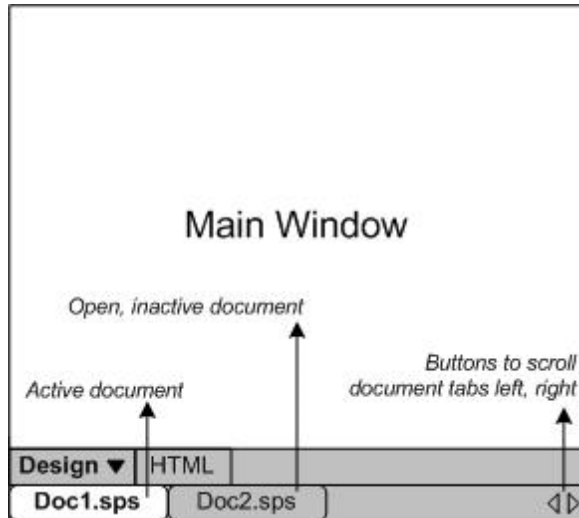 Main Window
Open, inactive document
Buttons to scroll
document tabs left, right
Active document
Design HTML
Doc1.sps Doc2.sps